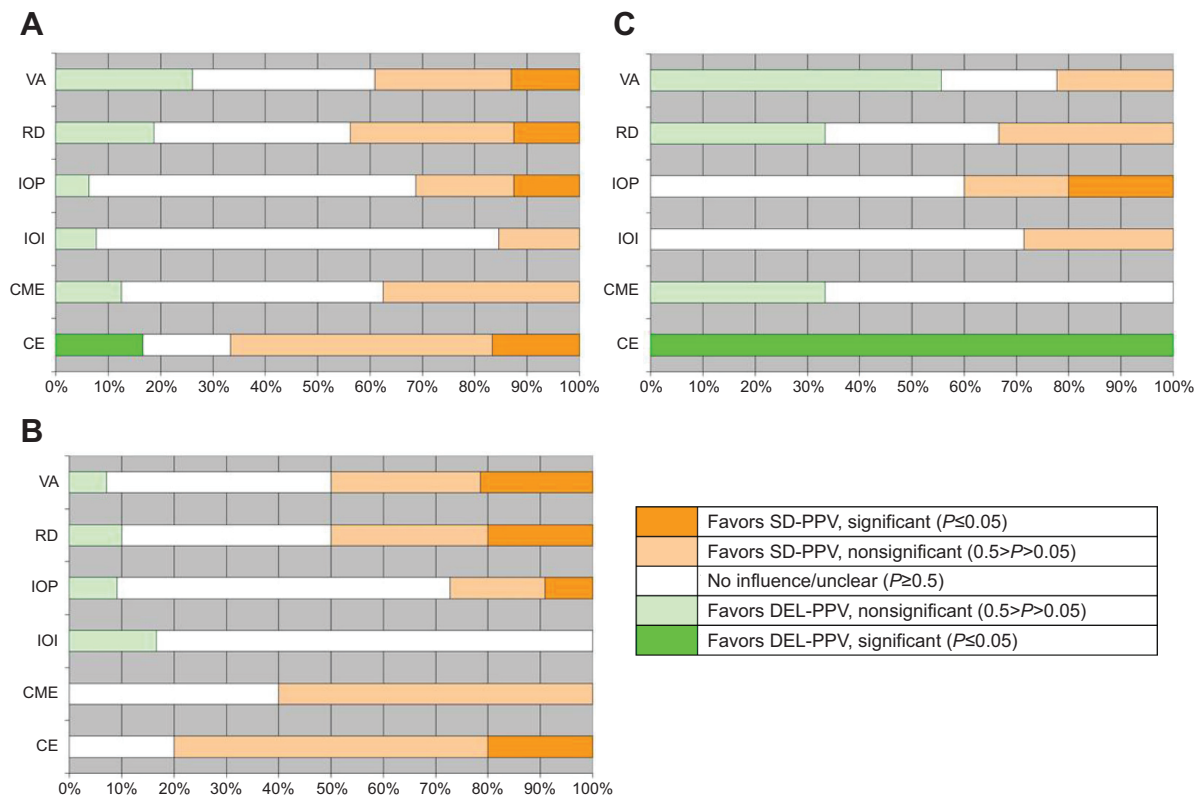 A
VA
RD
IOP
IOI
CME
CE
0% 10% 20% 30% 40% 50% 60% 70% 80% 90% 100%
C
VA
RD
IOP
IOI
CME
CE
0% 10% 20% 30% 40% 50% 60% 70% 80% 90% 100%
B
VA
RD
IOP
IOI
CME
CE
0% 10% 20% 30% 40% 50% 60% 70% 80% 90% 100%
Favors SD-PPV, significant (P≤0.05)
Favors SD-PPV, nonsignificant (0.5>P>0.05)
No influence/unclear (P≥0.5)
Favors DEL-PPV, nonsignificant (0.5>P>0.05)
Favors DEL-PPV, significant (P≤0.05)